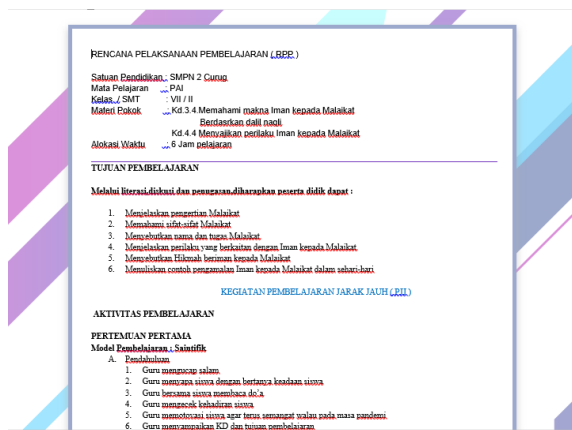 RENCANA PELAKSANAAN PEMBELAJARAN ( RPP )
Satuan Pendidikan : SMPN 2 Curug
Mata Pelajaran : PAI
Kelas / SMT : VII / II
Materi Pokok : Kd.3.4.Memahami makna Iman kepada Malaikat
Berdasrkan dalil naqli
Kd.4.4 Menyajikan perilaku Iman kepada Malaikat
Alokasi Waktu : 6 Jam pelajaran
TUJUAN PEMBELAJARAN
Melalui literasi,diskusi dan penugasan,diharapkan peserta didik dapat :
1. Menjelaskan pengertian Malaikat
2. Memahami sifat-sifat Malaikat
3. Menyebutkan nama dan tugas Malaikat
4. Menjelaskan perilaku yang berkaitan dengan Iman kepada Malaikat
5. Menyebutkan Hikmah beriman kepada Malaikat
6. Menuliskan contoh pengamalan Iman kepada Malaikat dalam sehari-hari
KEGIATAN PEMBELAJARAN JARAK JAUH ( PJJ )
AKTIVITAS PEMBELAJARAN
PERTEMUAN PERTAMA
Model Pembelajaran : Saintifik
A. Pendahuluan
1. Guru mengucap salam
2. Guru menyapa siswa dengan bertanya keadaan siswa
3. Guru bersama siswa membaca do'a
4. Guru mengecek kehadiran siswa
5. Guru memotovasi siswa agar terus semangat walau pada masa pandemi
6. Guru menyampaikan KD dan tujuan pembelajaran